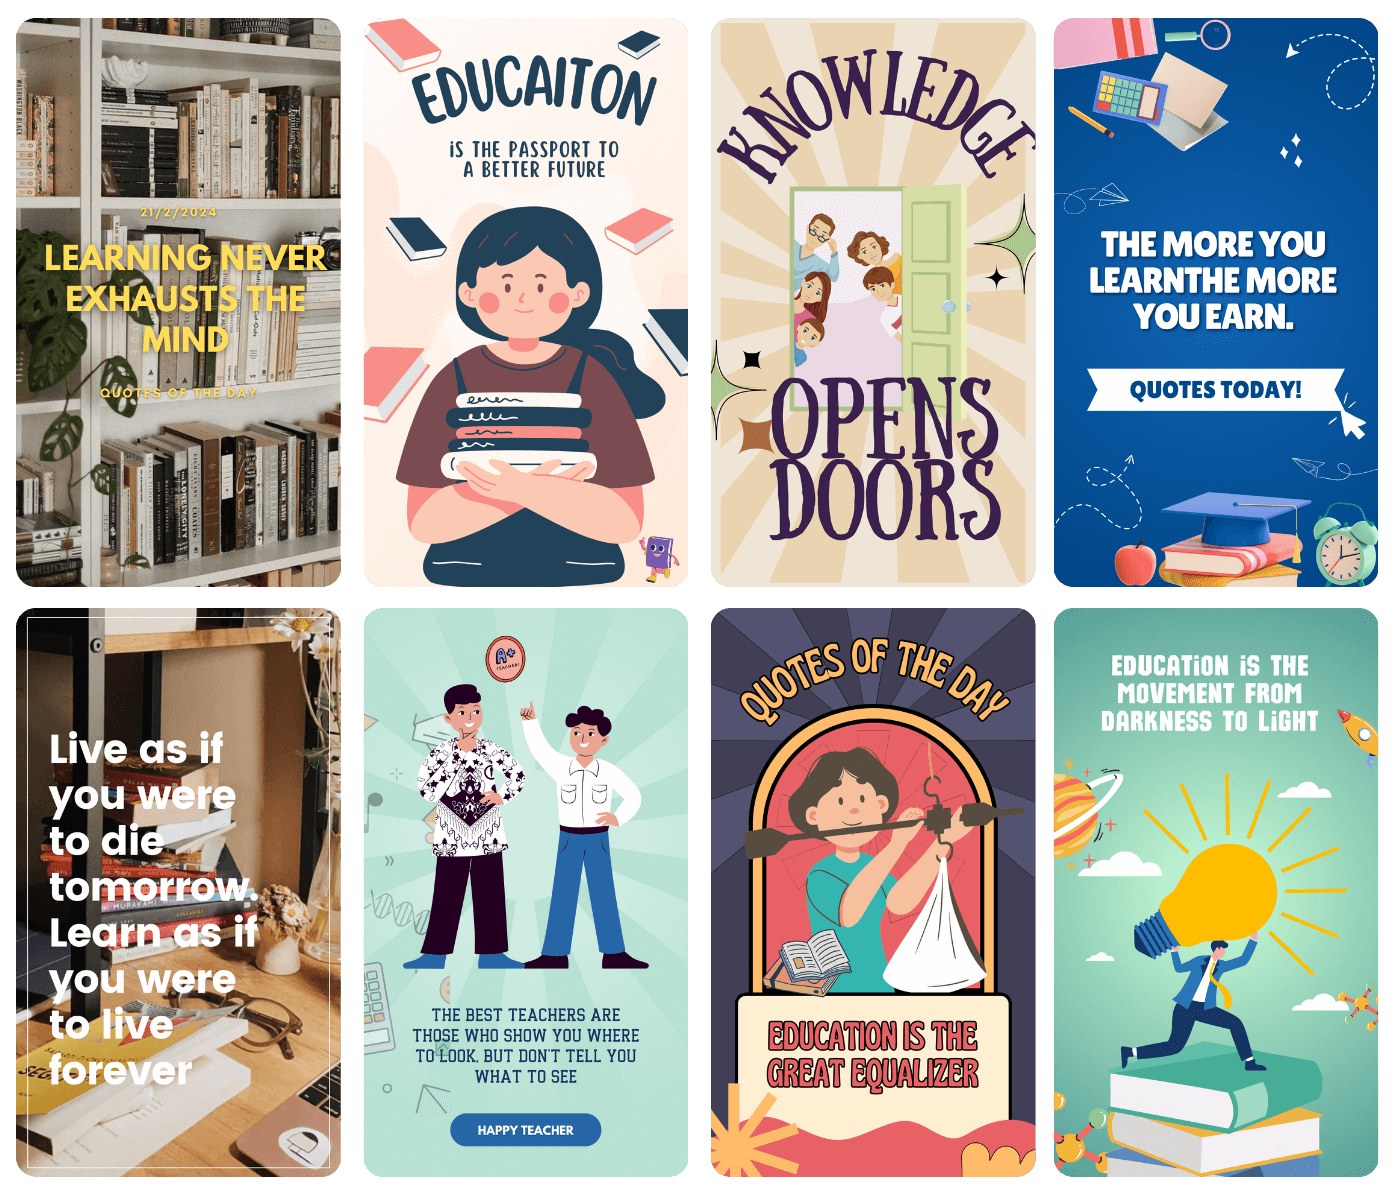 21/2/2024
LEARNING NEVER
EXHAUSTS THE
MIND
QUOTES OF THE DAY
EDUCAITON
iS THE PASSPORT TO
A BETTER FUTURE
KNOWLEDGE
OPENS
DOORS
THE MORE YOU
LEARNTHE MORE
YOU EARN.
QUOTES TODAY!
Live as if
you were
to die
tomorrow.
Learn as if
you were
to live
forever
MURAKAMI
LULLABIES
A+
TEACHER!
THE BEST TEACHERS ARE
THOSE WHO SHOW YOU WHERE
TO LOOK, BUT DON'T TELL YOU
WHAT TO SEE
HAPPY TEACHER
QUOTES OF THE DAY
EDUCATION IS THE
GREAT EQUALIZER
EDUCATiON iS THE
MOVEMENT FROM
DARKNESS TO LiGHT